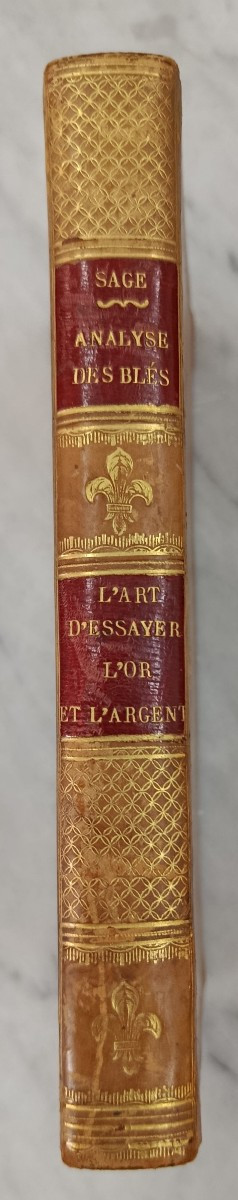 SAGE
ANALYSE
DES BLÉS
L'ART
D'ESSAYER
L'OR
ET L'ARGENT